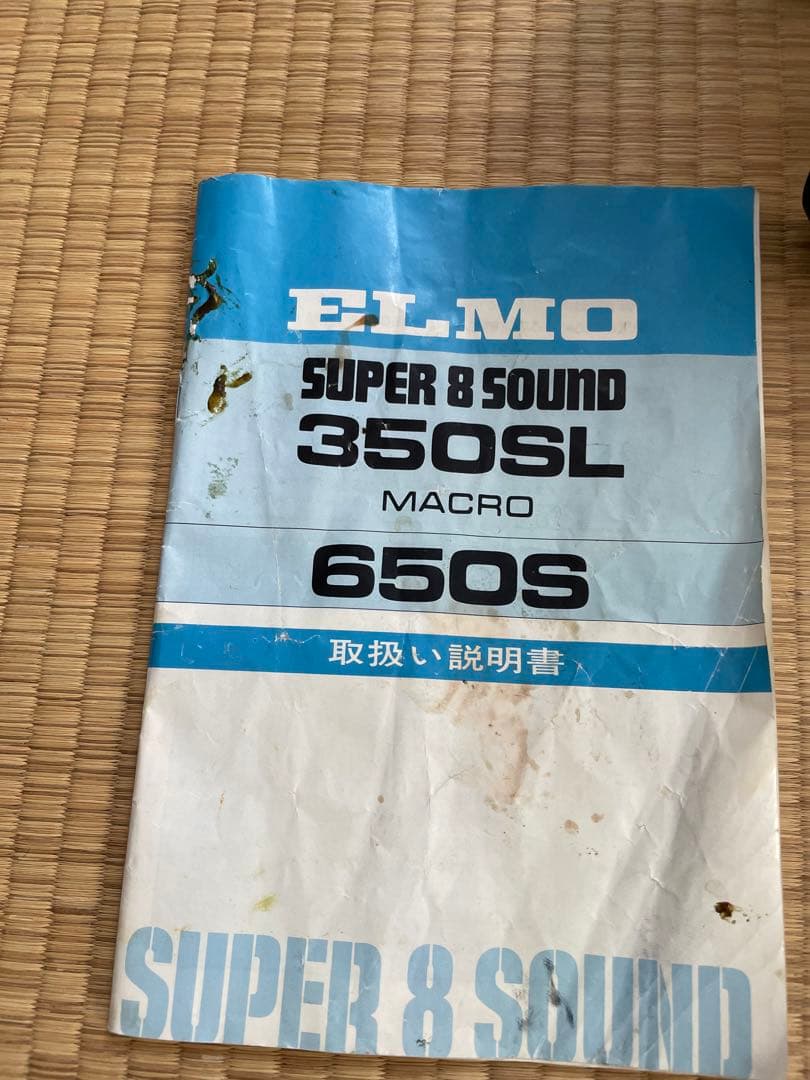 ELMO
SUPER 8 SOUND
350SL
MACRO
650S
取扱い説明書
SUPER 8 SOUND